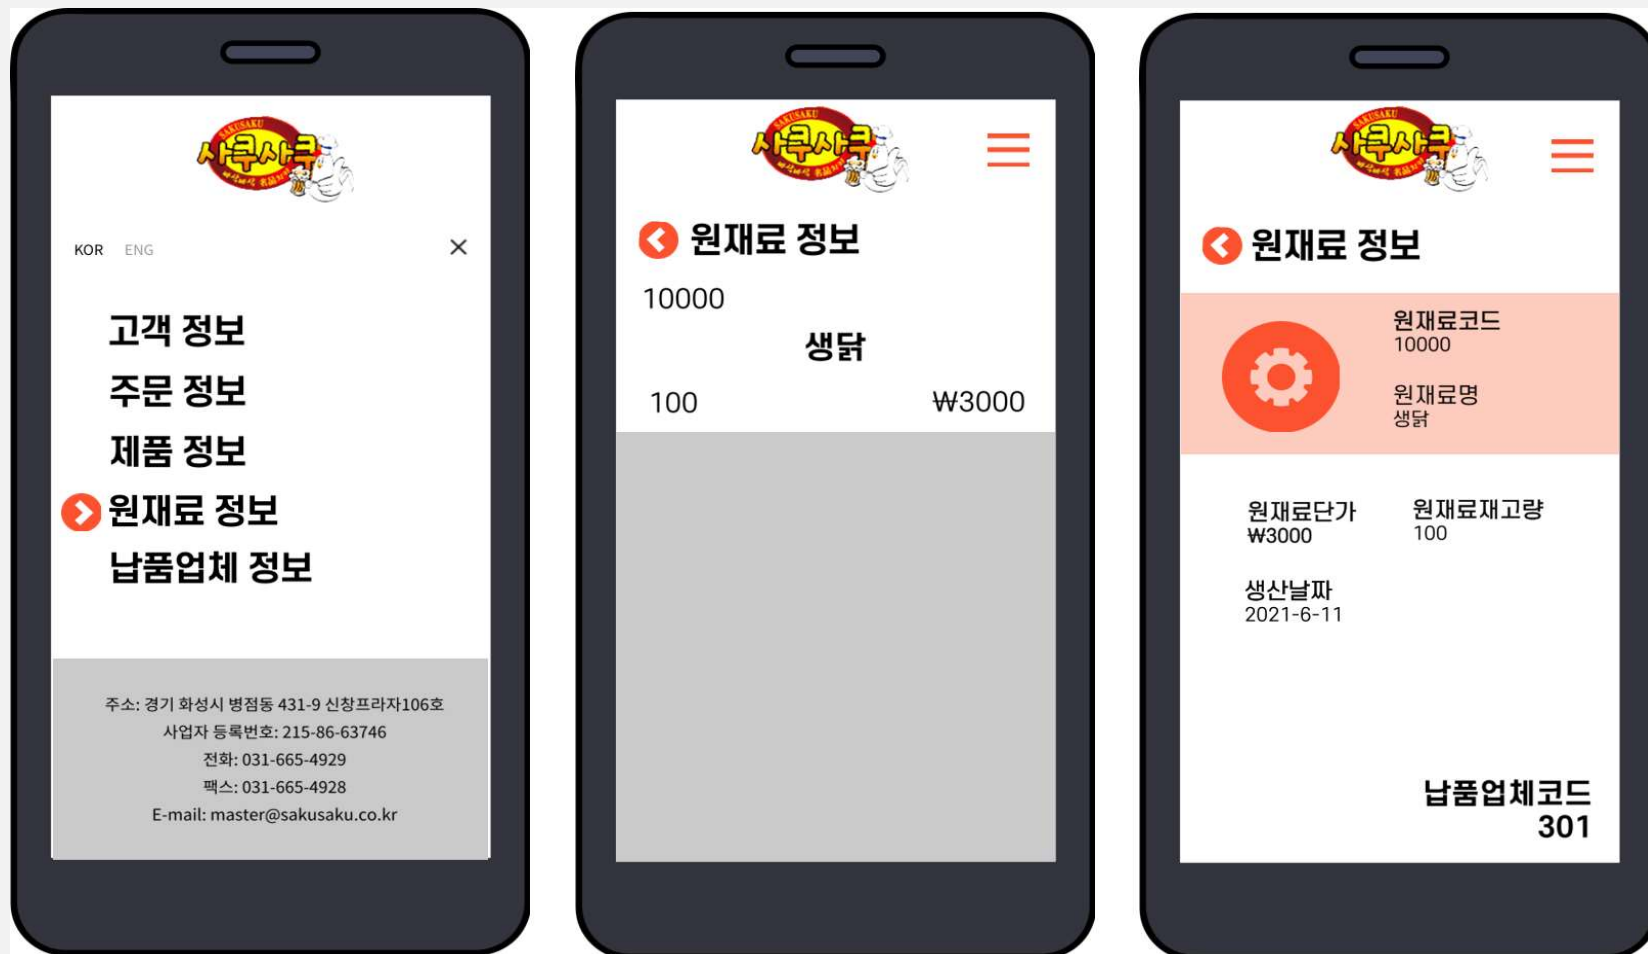 SAKUSAKU
사쿠사쿠
KOR ENG
고객 정보
주문 정보
제품 정보
원재료 정보
납품업체 정보
주소: 경기 화성시 병점동 431-9 신창프라자106호
사업자 등록번호: 215-86-63746
전화: 031-665-4929
팩스: 031-665-4928
E-mail: master@sakusaku.co.kr
SAKUSAKU
사쿠사쿠
원재료 정보
10000
생닭
100 ₩3000
SAKUSAKU
사쿠사쿠
원재료 정보
원재료코드
10000
원재료명
생닭
원재료단가 원재료재고량
₩3000 100
생산날짜
2021-6-11
납품업체코드
301